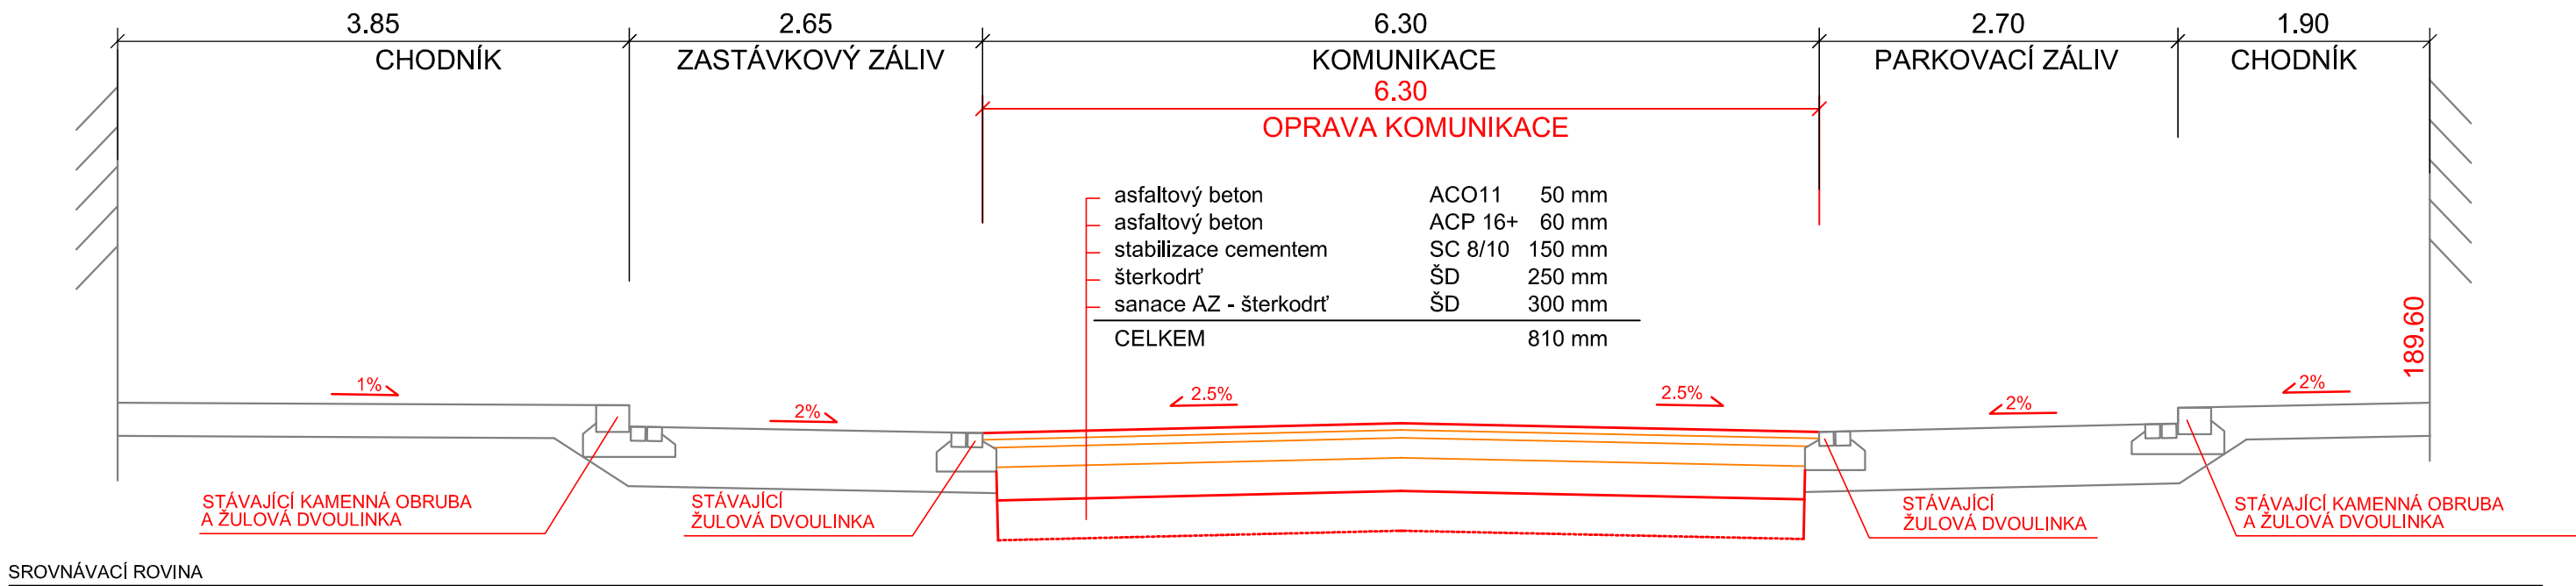 3.85 2.65 6.30 2.70 1.90
CHODNÍK ZASTÁVKOVÝ ZÁLIV KOMUNIKACE PARKOVACÍ ZÁLIV CHODNÍK
6.30
OPRAVA KOMUNIKACE
asfaltový beton ACO11 50 mm
asfaltový beton ACP 16+ 60 mm
stabilizace cementem SC 8/10 150 mm
šterkodrť ŠD 250 mm
sanace AZ - šterkodrť ŠD 300 mm
CELKEM 810 mm
189.60
1% 2% 2.5% 2.5% 2% 2%
STÁVAJÍCÍ KAMENNÁ OBRUBA
A ŽULOVÁ DVOULINKA
STÁVAJÍCÍ
ŽULOVÁ DVOULINKA
STÁVAJÍCÍ
ŽULOVÁ DVOULINKA
STÁVAJÍCÍ KAMENNÁ OBRUBA
A ŽULOVÁ DVOULINKA
SROVNÁVACÍ ROVINA